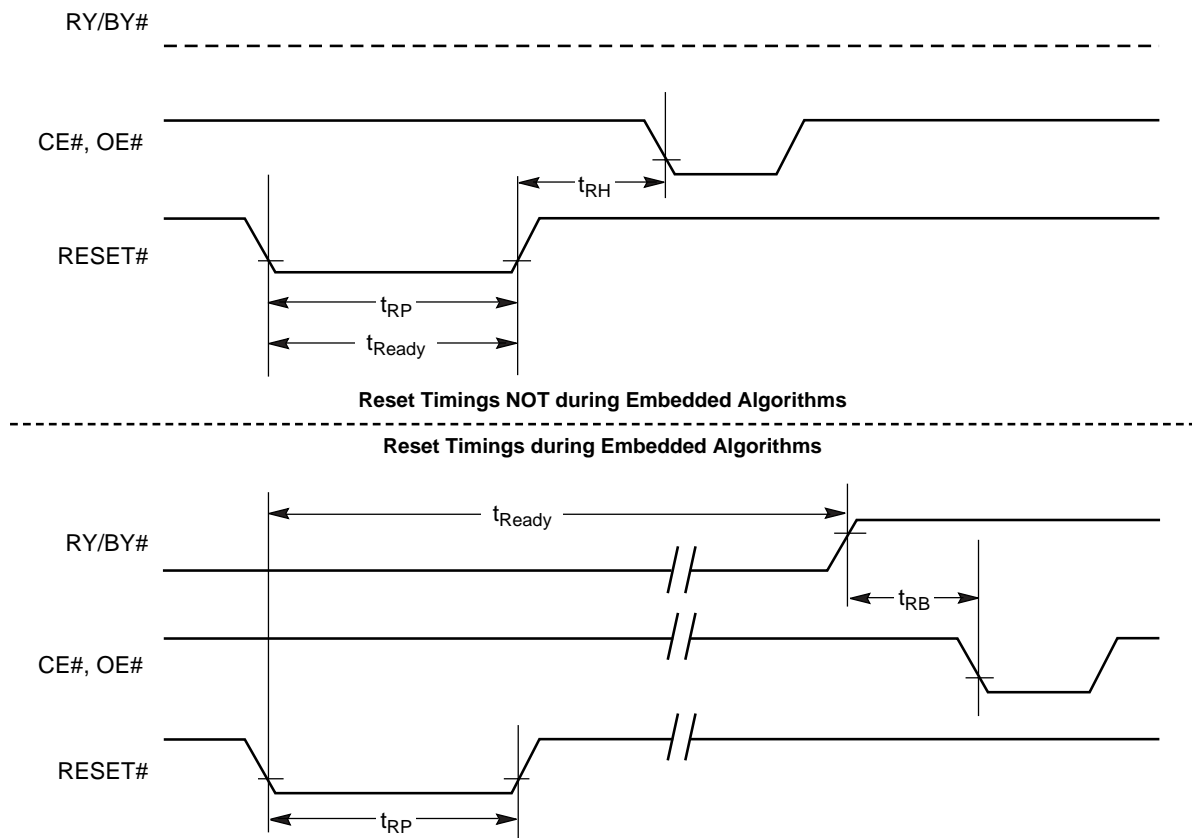 RY/BY#
CE#, OE#
tRH
RESET#
tRP
tReady
Reset Timings NOT during Embedded Algorithms
Reset Timings during Embedded Algorithms
tReady
RY/BY#
tRB
CE#, OE#
RESET#
tRP